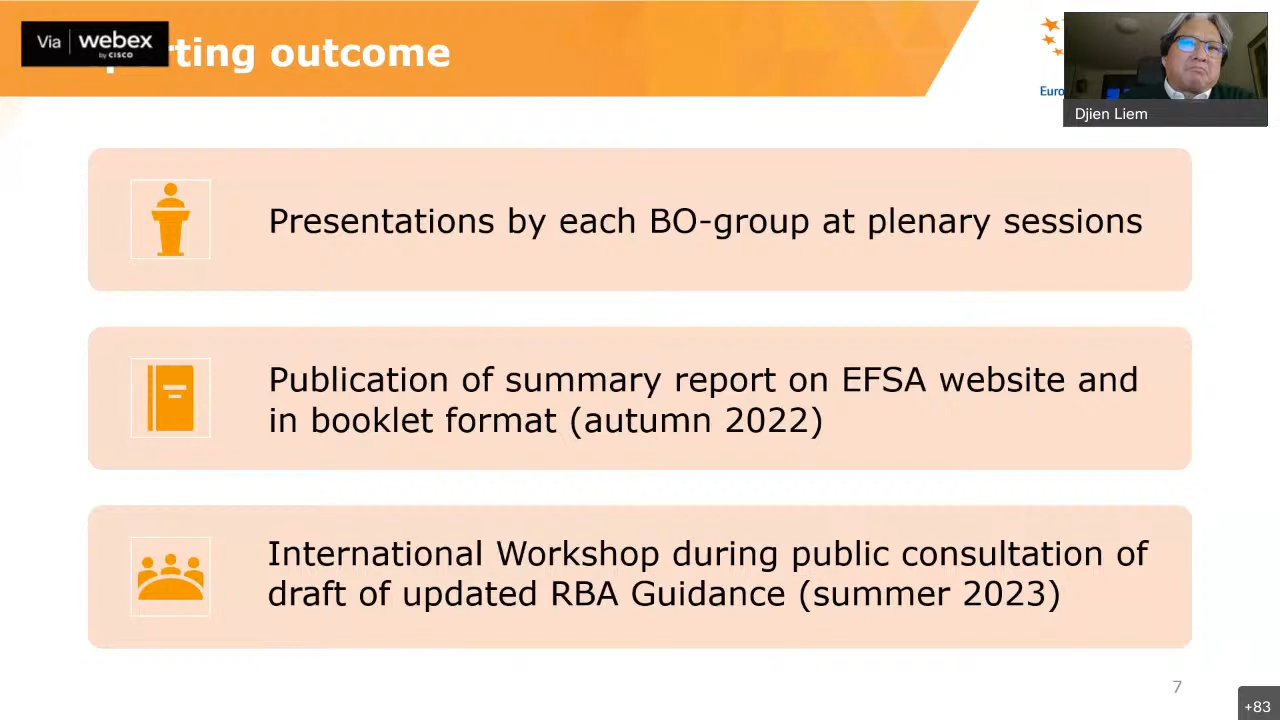 Via webex
by CISCO
rting outcome
Euro
Djien Liem
Presentations by each BO-group at plenary sessions
Publication of summary report on EFSA website and
in booklet format (autumn 2022)
International Workshop during public consultation of
draft of updated RBA Guidance (summer 2023)
7
+83